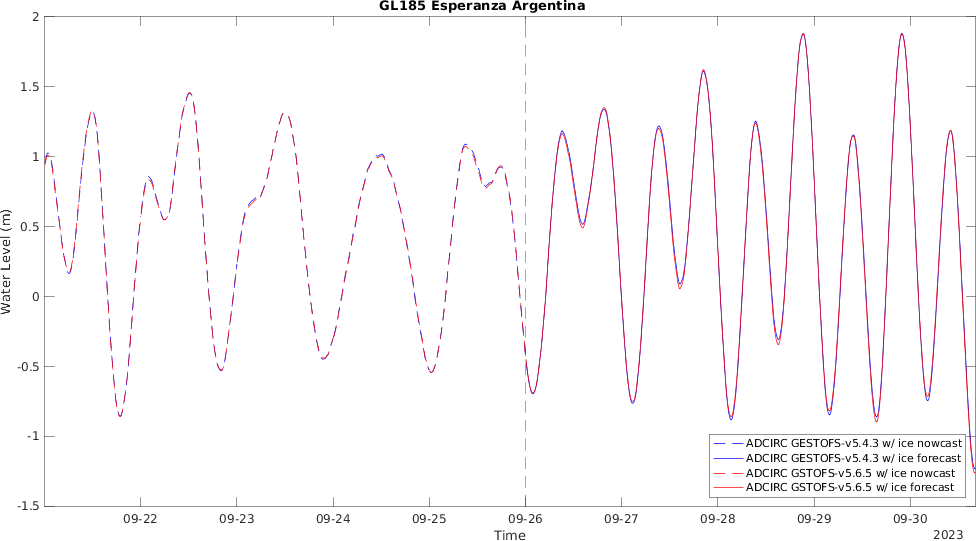 GL185 Esperanza Argentina
2
1.5
1
0.5
0
-0.5
-1
-1.5
Water Level (m)
ADCIRC GESTOFS-v5.4.3 w/ ice nowcast
ADCIRC GESTOFS-v5.4.3 w/ ice forecast
ADCIRC GSTOFS-v5.6.5 w/ ice nowcast
ADCIRC GSTOFS-v5.6.5 w/ ice forecast
09-22 09-23 09-24 09-25 09-26 09-27 09-28 09-29 09-30
Time
2023